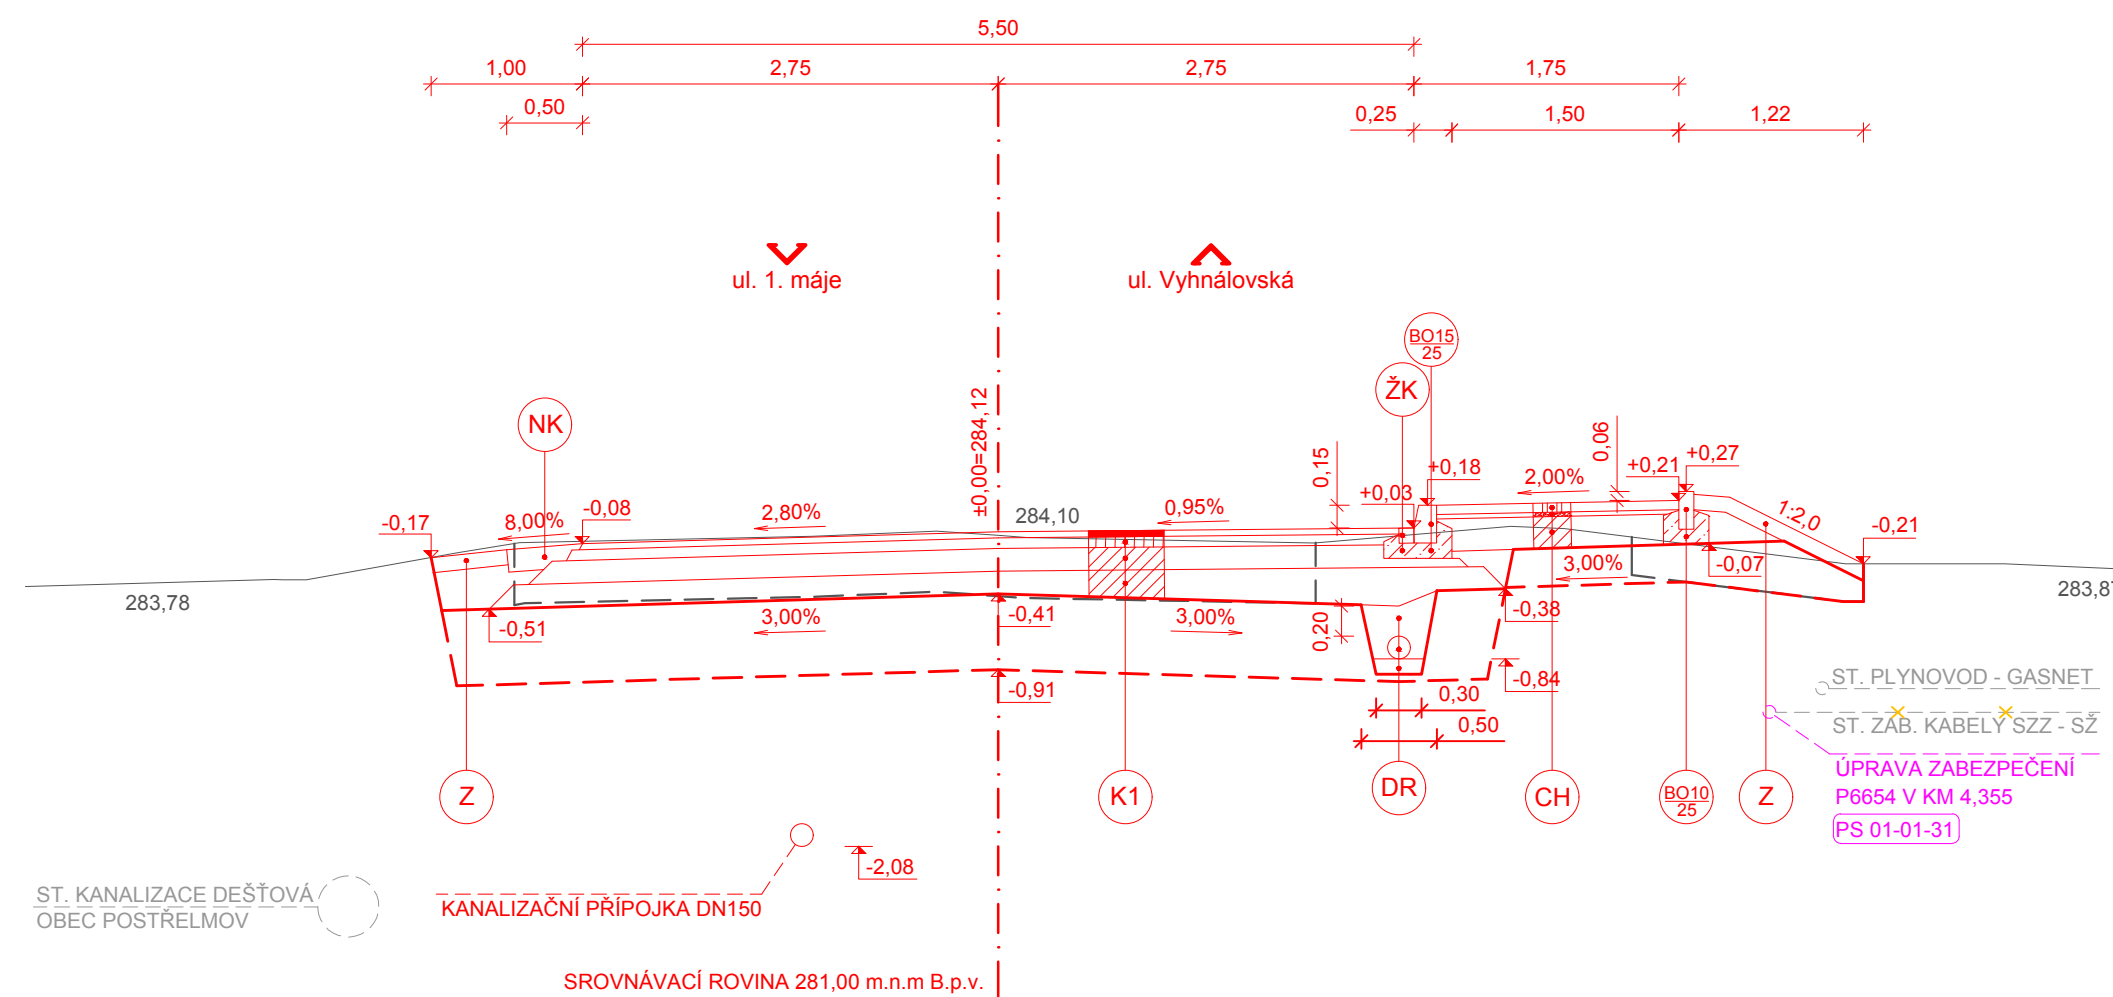 5,50
1,00
2,75
2,75
1,75
0,50
0,25
1,50
1,22
ul. 1. máje
ul. Vyhnálovská
BO15
25
ŽK
NK
±0,00=284,12
284,10
-0,17
8,00%
-0,08
2,80%
0,95%
0,15
+0,03
+0,18
2,00%
0,06
+0,21
+0,27
1:2,0
-0,21
283,78
283,87
-0,51
3,00%
-0,41
3,00%
0,20
-0,38
3,00%
-0,07
-0,91
-0,84
0,30
0,50
Z
K1
DR
CH
BO10
25
Z
ST. PLYNOVOD - GASNET
ST. ZAB. KABELY SZZ - SŽ
ÚPRAVA ZABEZPEČENÍ
P6654 V KM 4,355
PS 01-01-31
-2,08
ST. KANALIZACE DEŠŤOVÁ
OBEC POSTŘELMOV
KANALIZAČNÍ PŘÍPOJKA DN150
SROVNÁVACÍ ROVINA 281,00 m.n.m B.p.v.